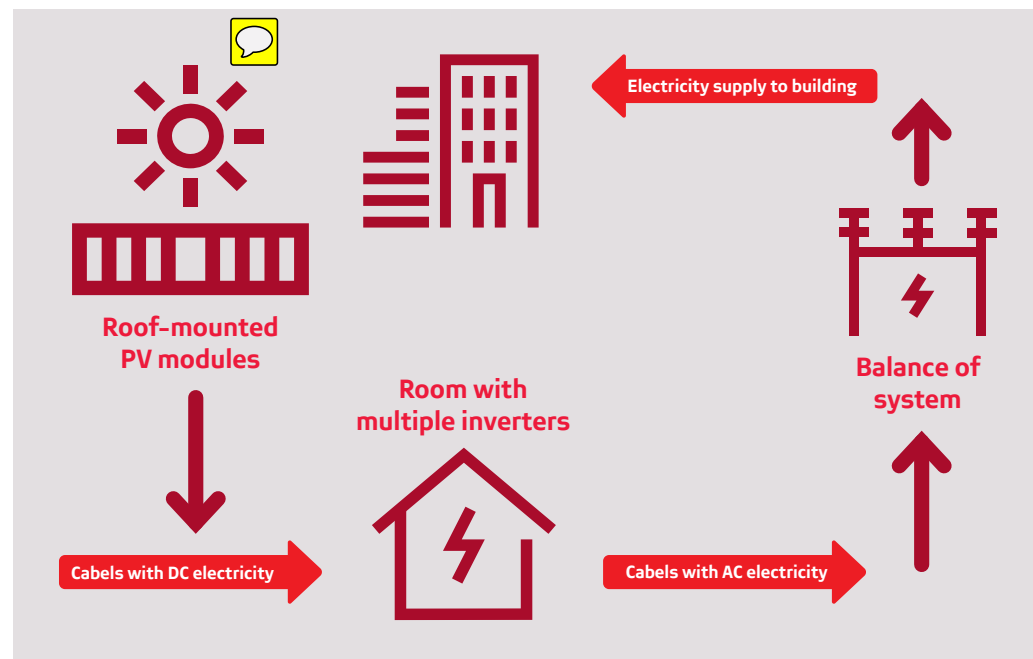 Electricity supply to building
Roof-mounted
PV modules
Balance of
system
Room with
multiple inverters
Cabels with DC electricity
Cabels with AC electricity